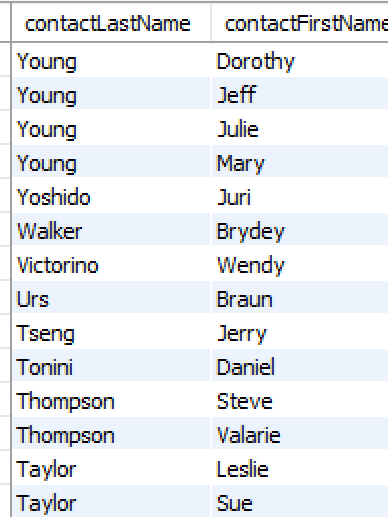 contactLastName contactFirstName
Young Dorothy
Young Jeff
Young Julie
Young Mary
Yoshido Juri
Walker Brydey
Victorino Wendy
Urs Braun
Tseng Jerry
Tonini Daniel
Thompson Steve
Thompson Valarie
Taylor Leslie
Taylor Sue